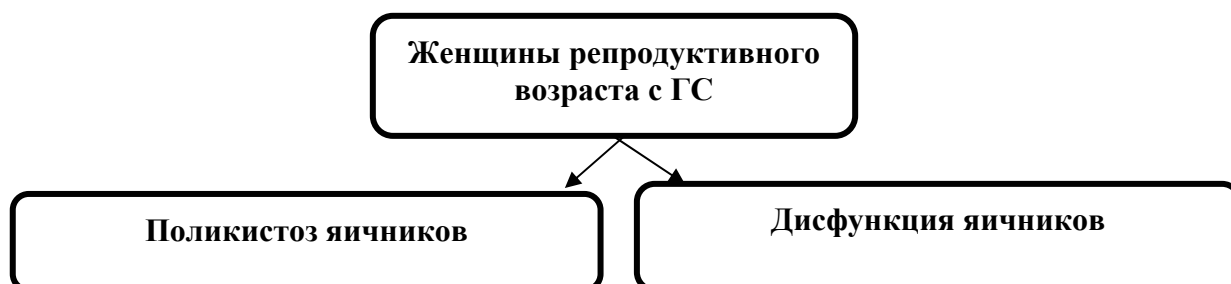 Женщины репродуктивного
возраста с ГС
Поликистоз яичников
Дисфункция яичников